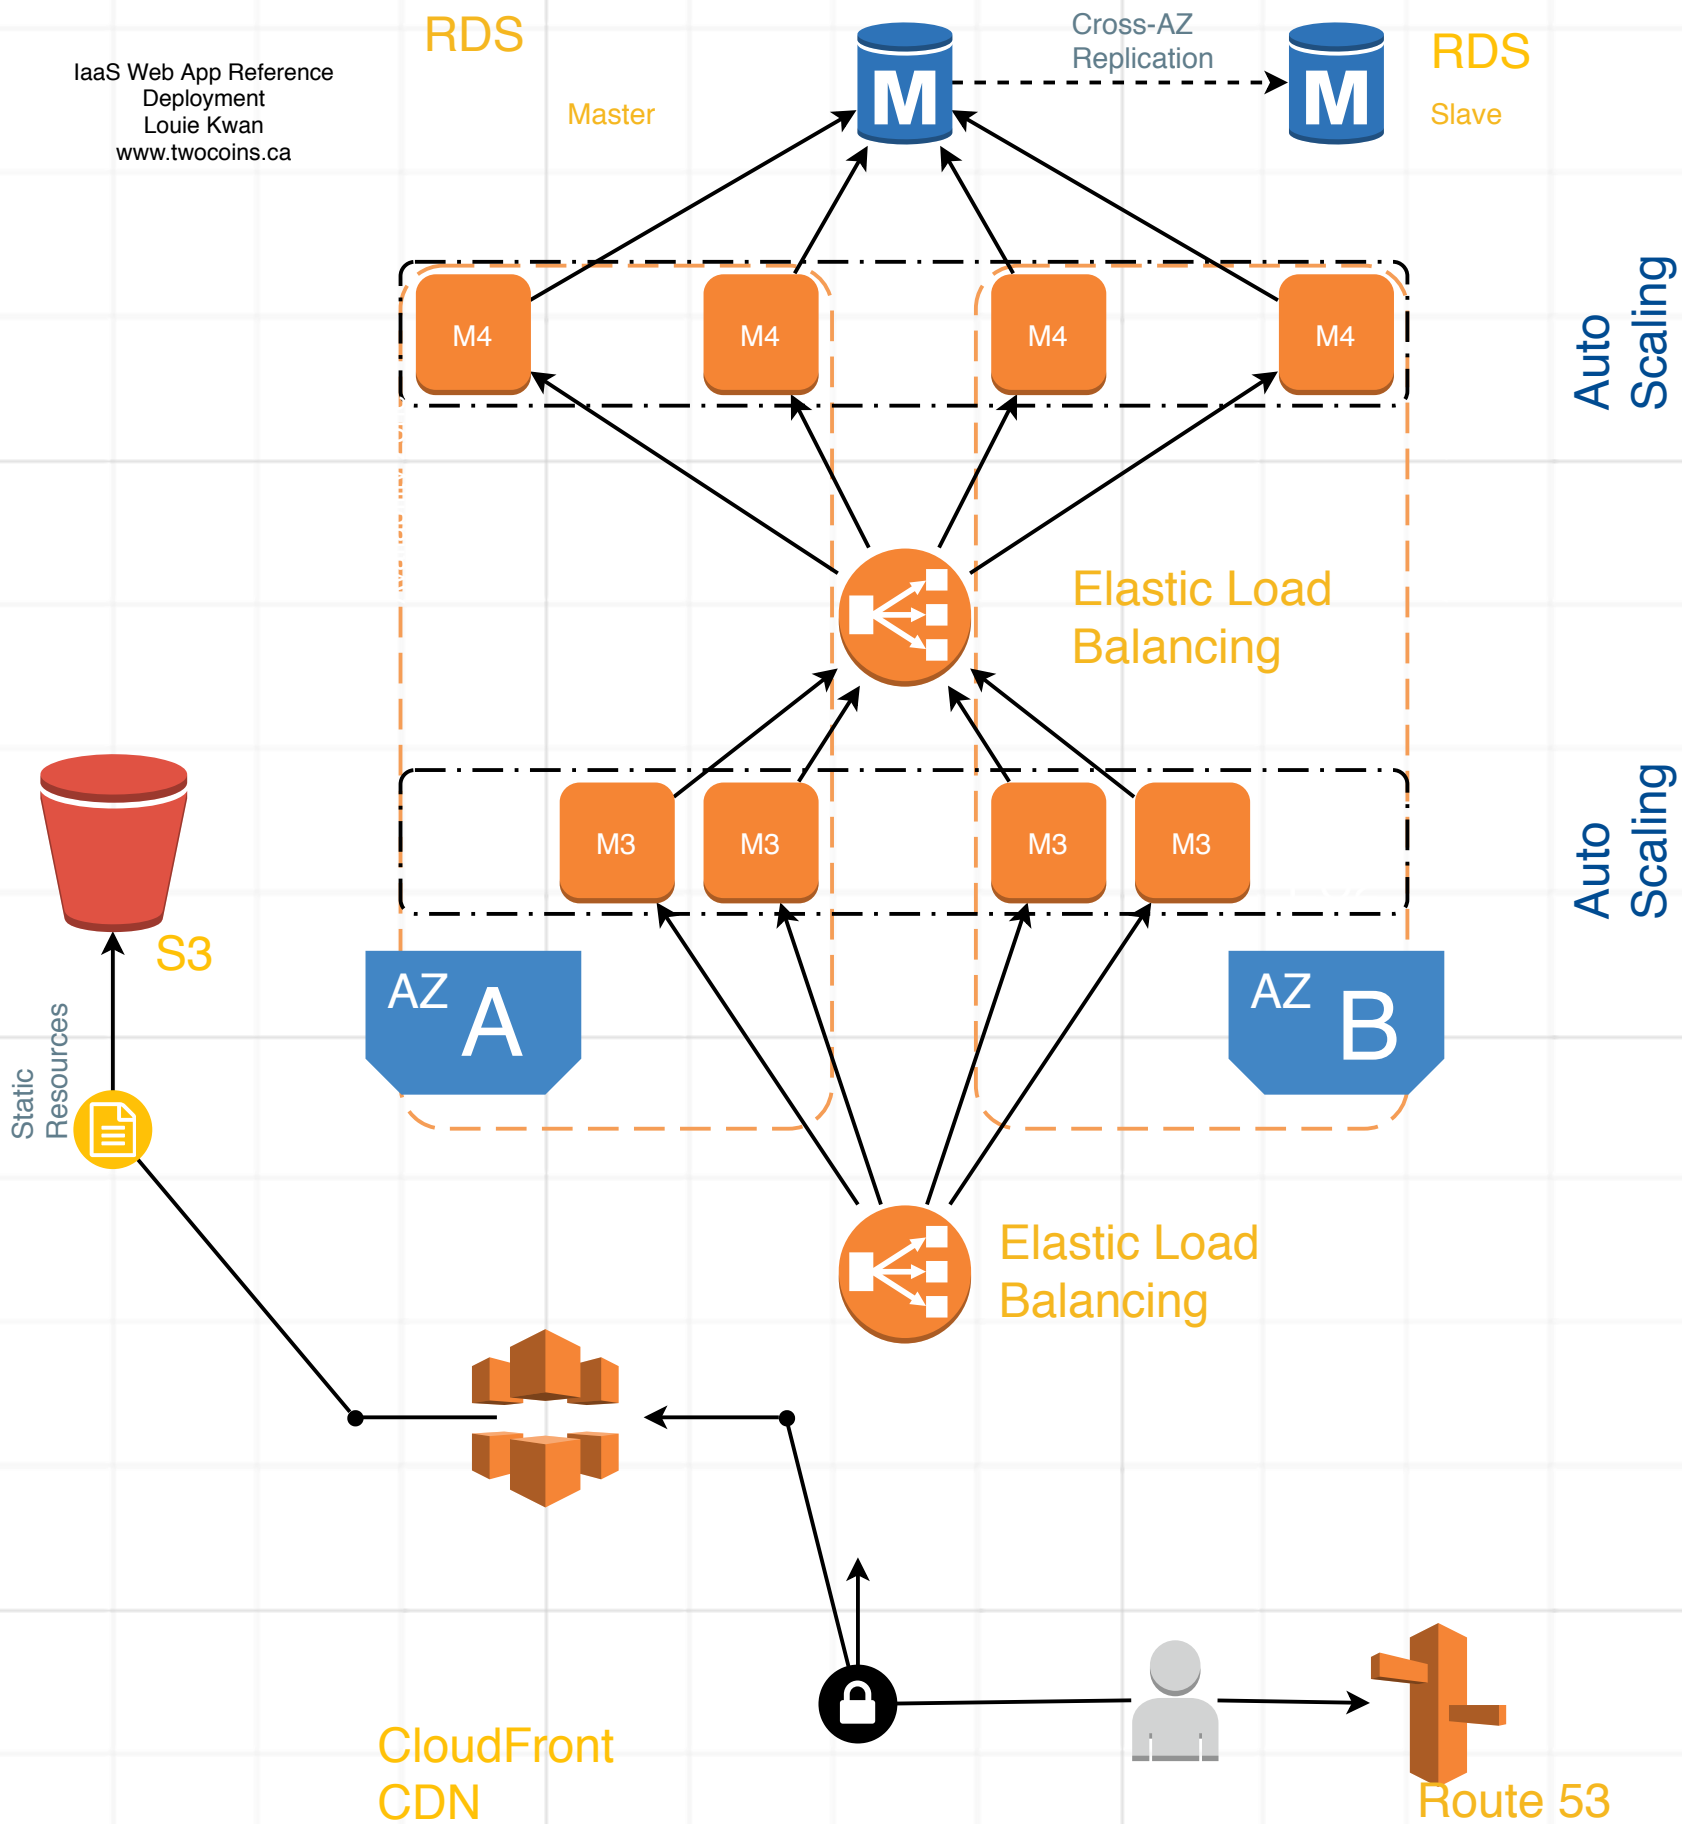 RDS
Cross-AZ
Replication
RDS
IaaS Web App Reference
Deployment
Louie Kwan
www.twocoins.ca
Master
M
M
Slave
M4
M4
M4
M4
Auto
Scaling
Elastic Load
Balancing
M3
M3
M3
M3
Auto
Scaling
S3
AZ A
AZ B
Static
Resources
Elastic Load
Balancing
CloudFront
CDN
Route 53